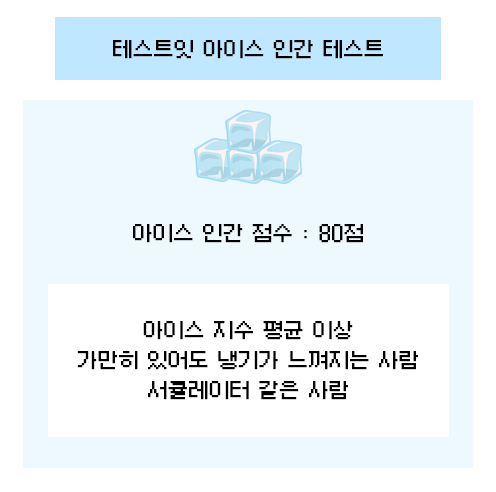 테스트잇 아이스 인간 테스트
아이스 인간 점수 : 80점
아이스 지수 평균 이상
가만히 있어도 냉기가 느껴지는 사람
서큘레이터 같은 사람